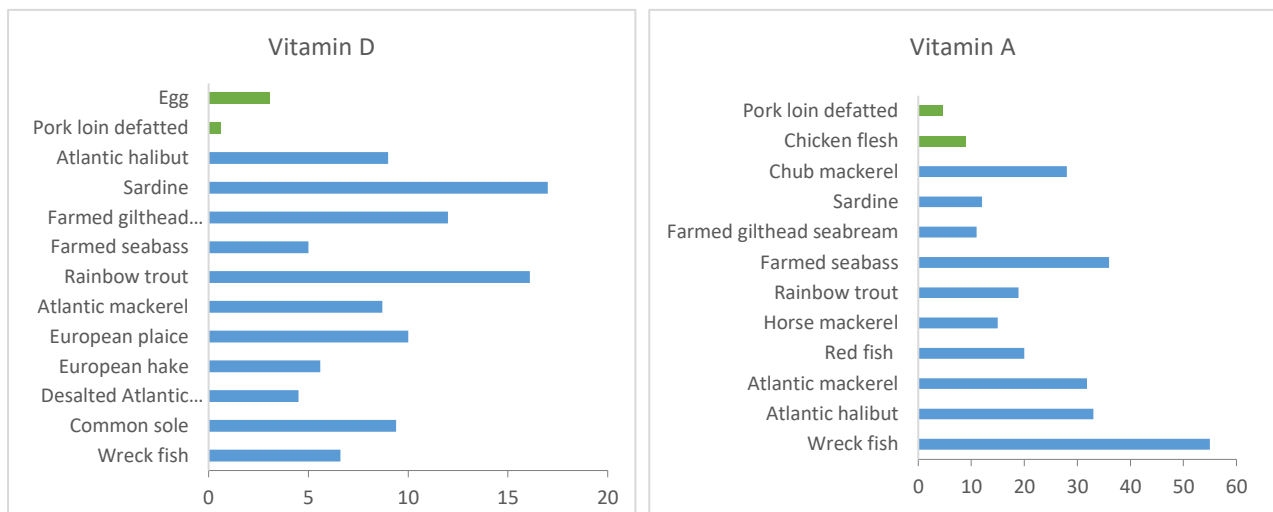 Vitamin D
Egg
Pork loin defatted
Atlantic halibut
Sardine
Farmed gilthead...
Farmed seabass
Rainbow trout
Atlantic mackerel
European plaice
European hake
Desalted Atlantic...
Common sole
Wreck fish
0 5 10 15 20
Vitamin A
Pork loin defatted
Chicken flesh
Chub mackerel
Sardine
Farmed gilthead seabream
Farmed seabass
Rainbow trout
Horse mackerel
Red fish
Atlantic mackerel
Atlantic halibut
Wreck fish
0 10 20 30 40 50 60